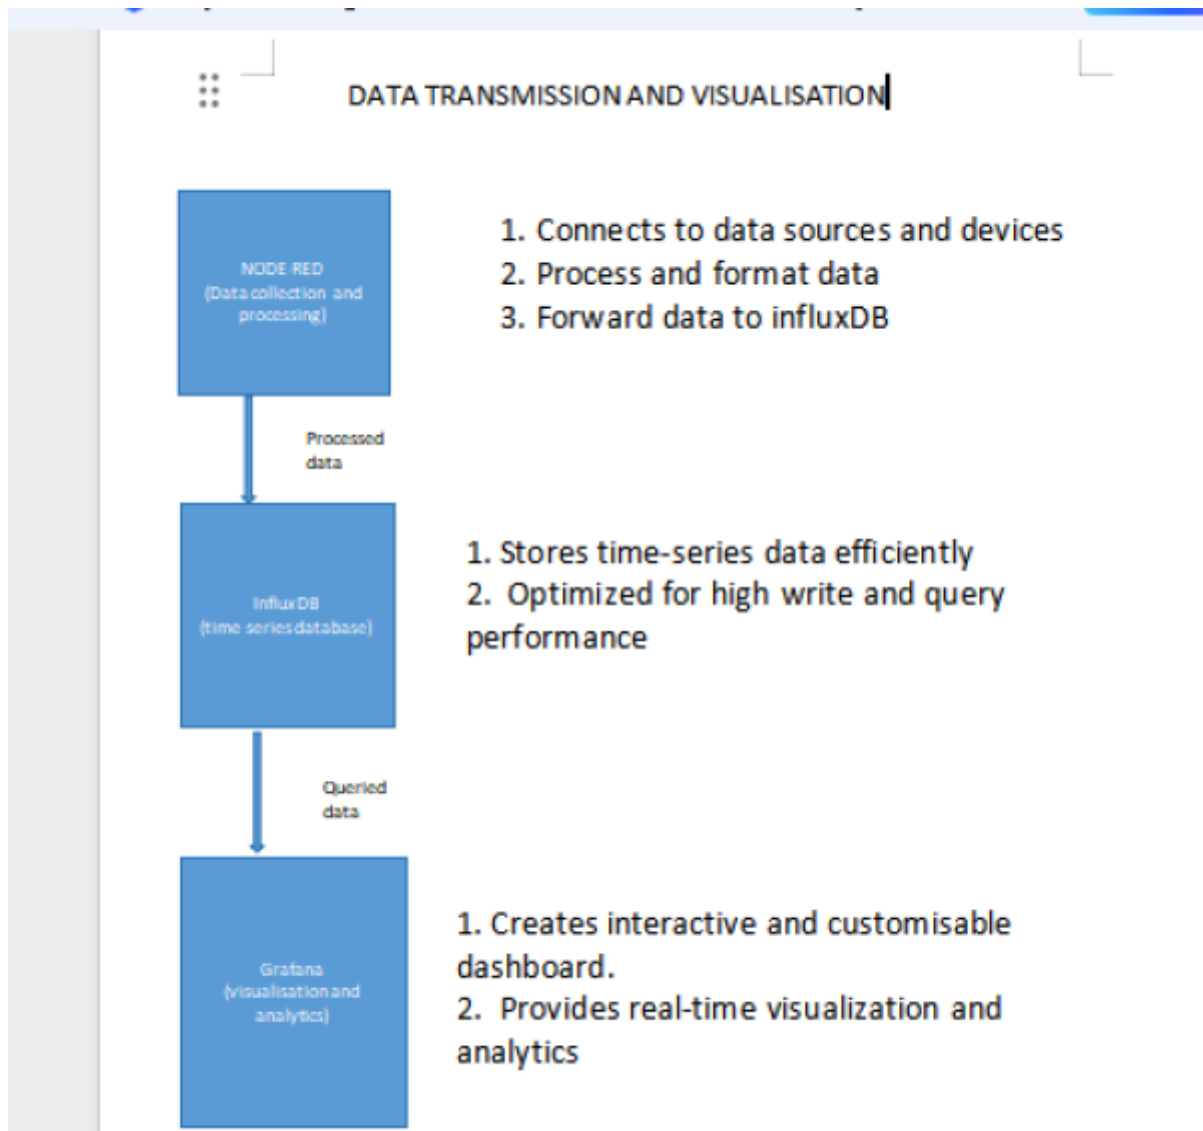 DATA TRANSMISSION AND VISUALISATION
NODE RED
(Data collection and
processing)
1. Connects to data sources and devices
2. Process and format data
3. Forward data to influxDB
Processed
data
Influx DB
(time series database)
1. Stores time-series data efficiently
2. Optimized for high write and query
performance
Queried
data
Grafana
(visualisation and
analytics)
1. Creates interactive and customisable
dashboard.
2. Provides real-time visualization and
analytics